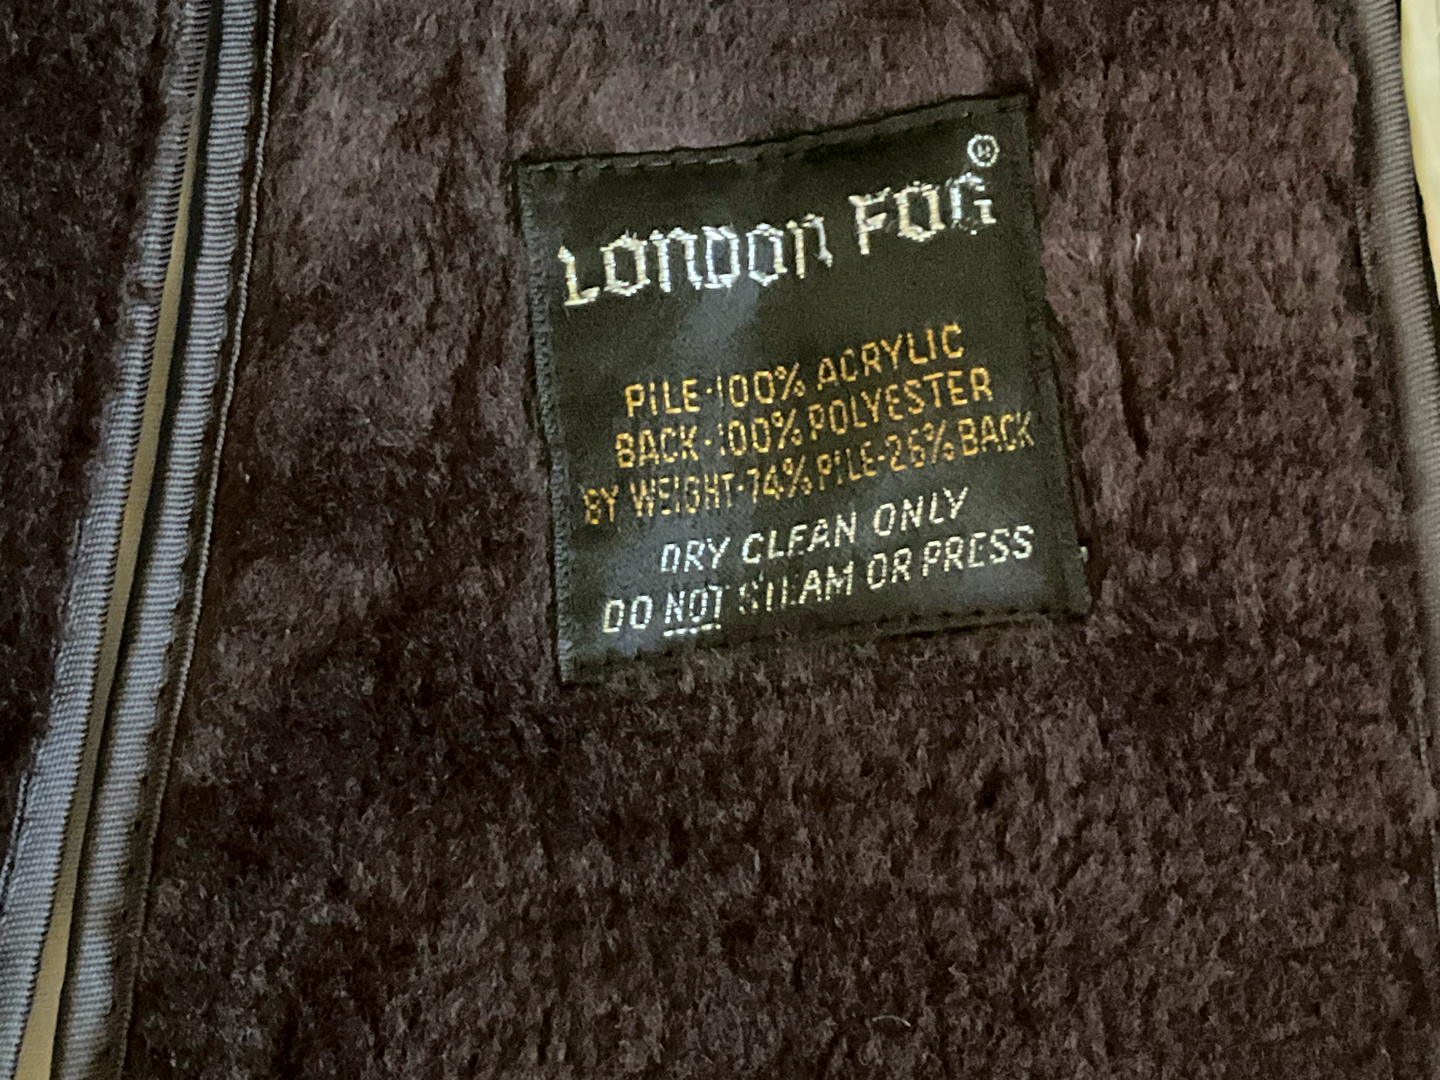 LONDON FOG®
PILE-100% ACRYLIC
BACK-100% POLYESTER
BY WEIGHT-74% PILE-26% BACK
DRY CLEAN ONLY
DO NOT STEAM OR PRESS